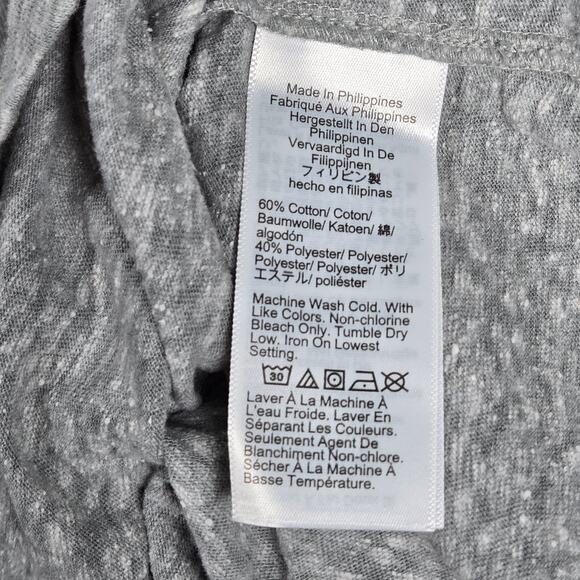 Made In Philippines
Fabriqué Aux Philippines
Hergestellt In Den
Philippinen
Vervaardigd In De
Filippijnen
フィリピン製
hecho en filipinas
60% Cotton/ Coton/
Baumwolle/ Katoen/ 綿/
algodón
40% Polyester/ Polyester/
Polyester/ Polyester/ ポリ
エステル/ poliéster
Machine Wash Cold. With
Like Colors. Non-chlorine
Bleach Only. Tumble Dry
Low. Iron On Lowest
Setting.
30
Laver À La Machine À
L'eau Froide. Laver En
Séparant Les Couleurs.
Seulement Agent De
Blanchiment Non-chlore.
Sécher À La Machine À
Basse Température.